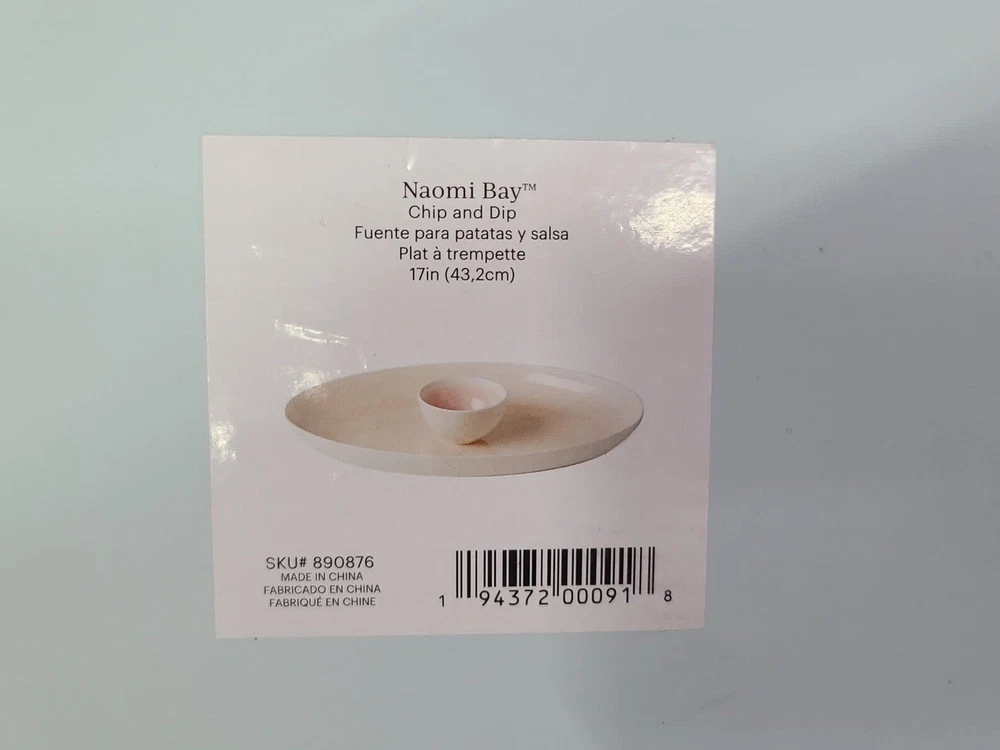 Naomi Bay™
Chip and Dip
Fuente para patatas y salsa
Plat à trempette
17in (43,2cm)
SKU# 890876
MADE IN CHINA
FABRICADO EN CHINA
FABRIQUÉ EN CHINE
1 94372 00091 8